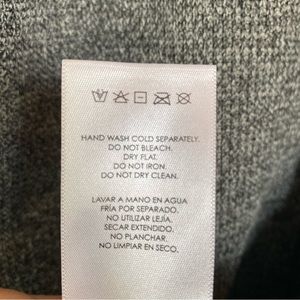 HAND WASH COLD SEPARATELY.
DO NOT BLEACH.
DRY FLAT.
DO NOT IRON.
DO NOT DRY CLEAN.
LAVAR A MANO EN AGUA
FRÍA POR SEPARADO.
NO UTILIZAR LEJÍA.
SECAR EXTENDIDO.
NO PLANCHAR.
NO LIMPIAR EN SECO.